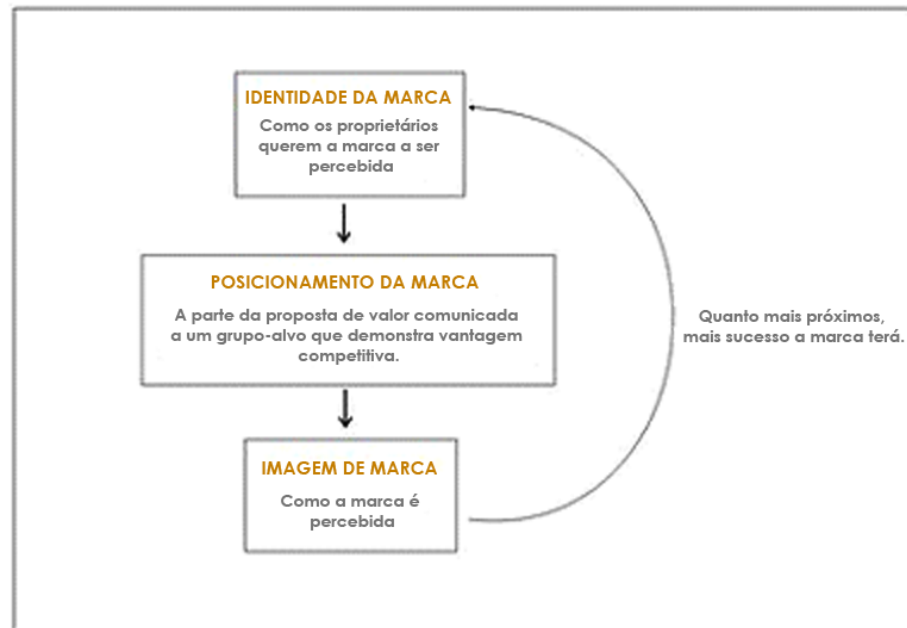 IDENTIDADE DA MARCA
Como os proprietários
querem a marca a ser
percebida
POSICIONAMENTO DA MARCA
A parte da proposta de valor comunicada
a um grupo-alvo que demonstra vantagem
competitiva.
Quanto mais próximos,
mais sucesso a marca terá.
IMAGEM DE MARCA
Como a marca é
percebida